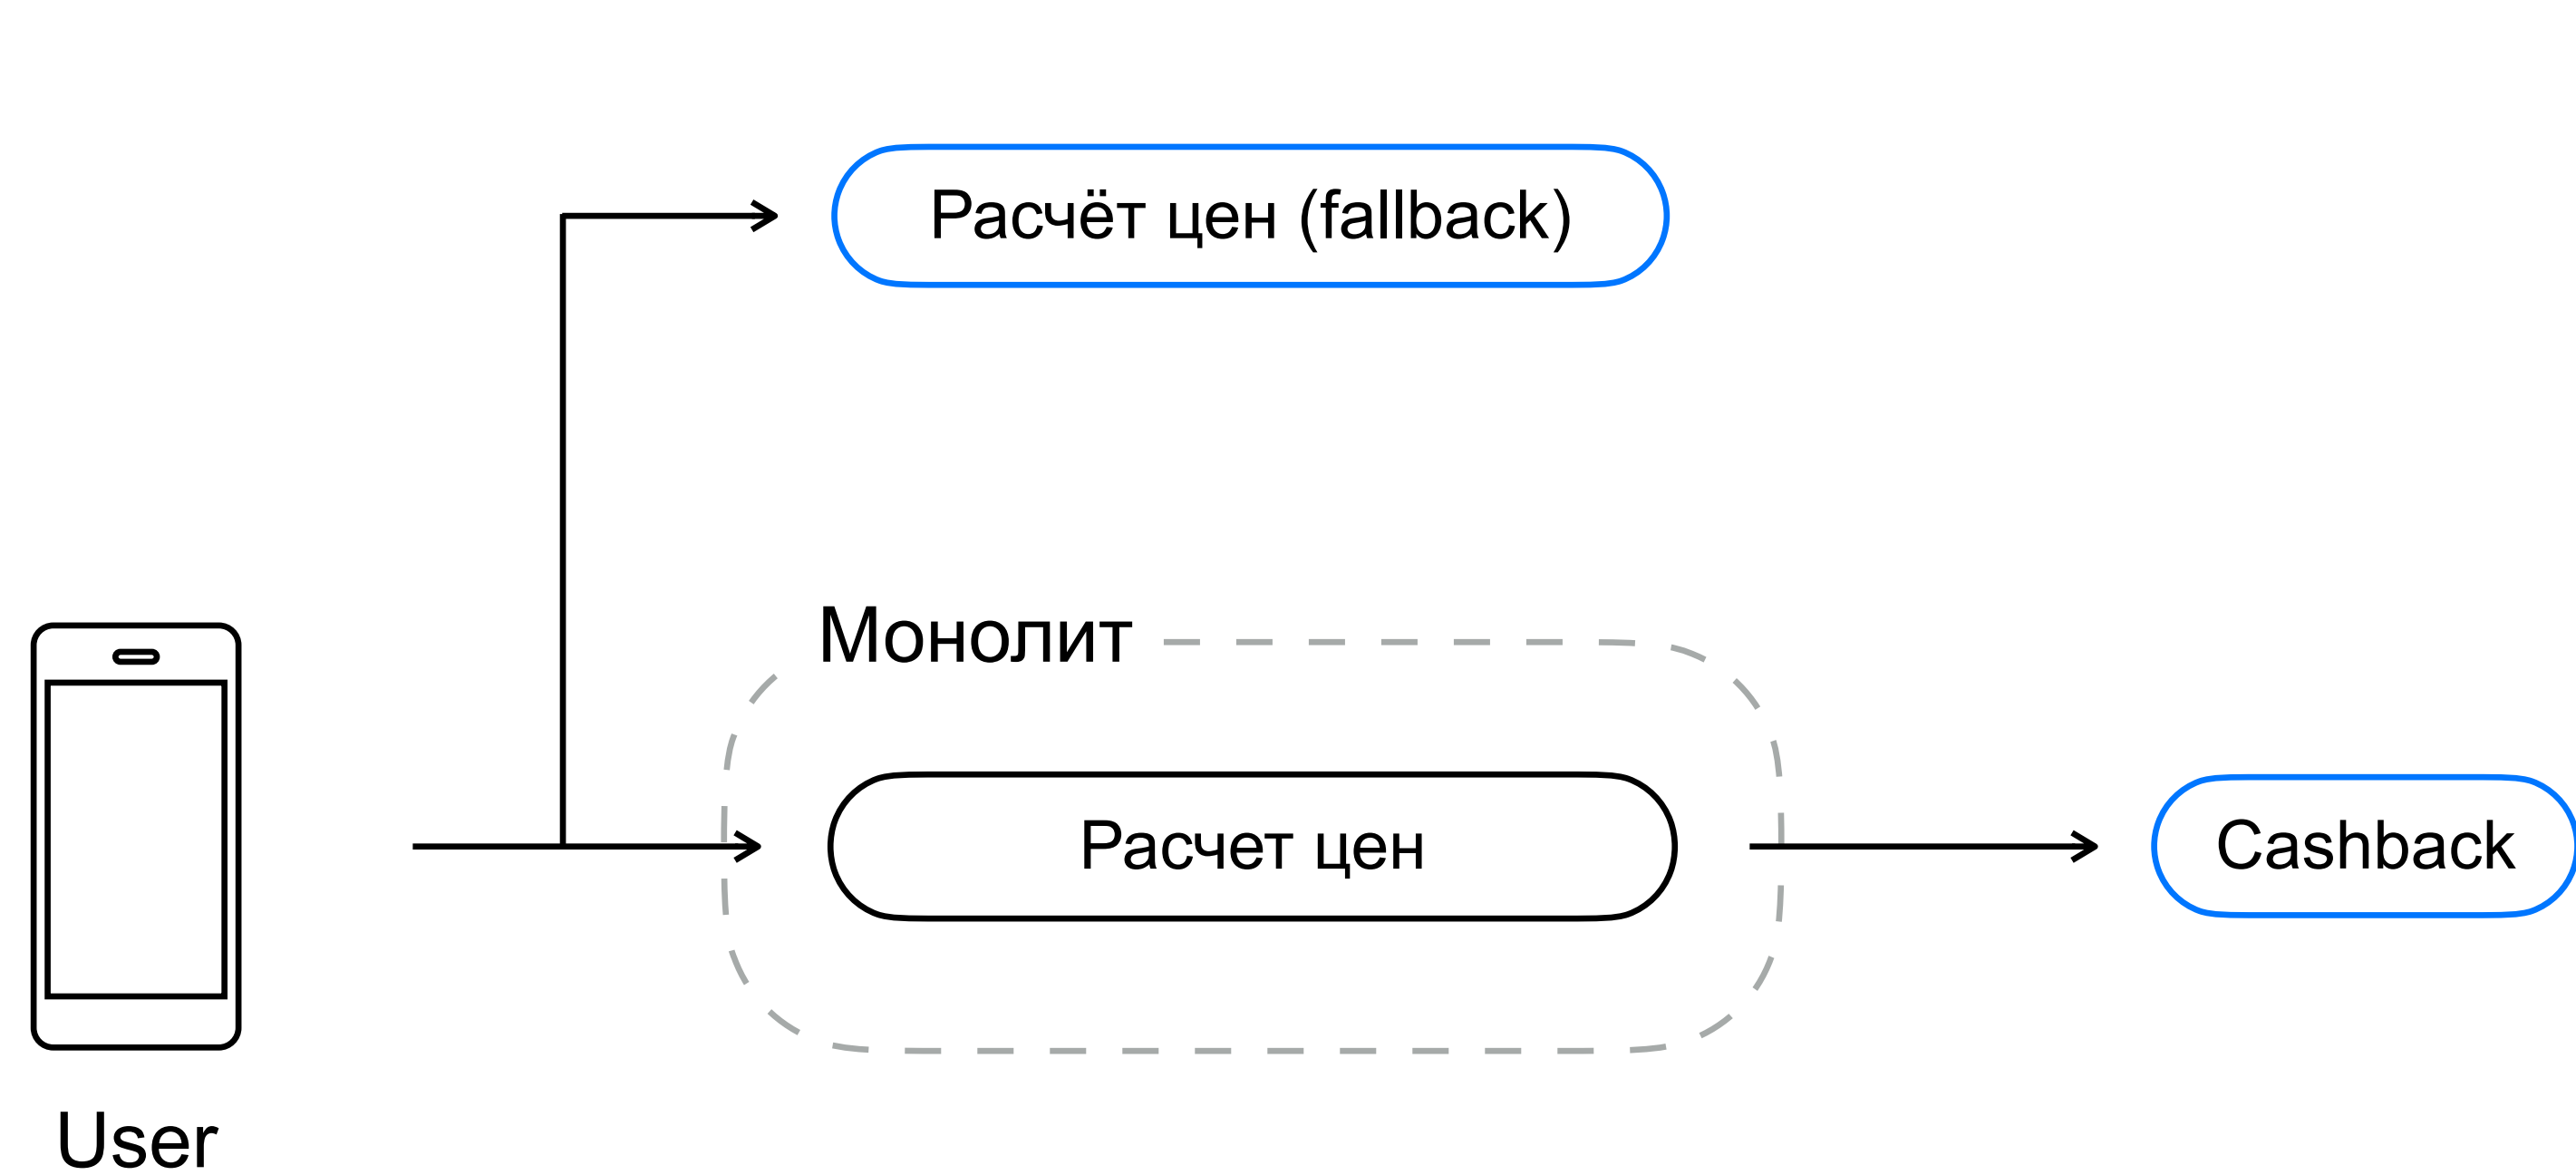 Расчёт цен (fallback)
Монолит
Расчет цен
Cashback
User